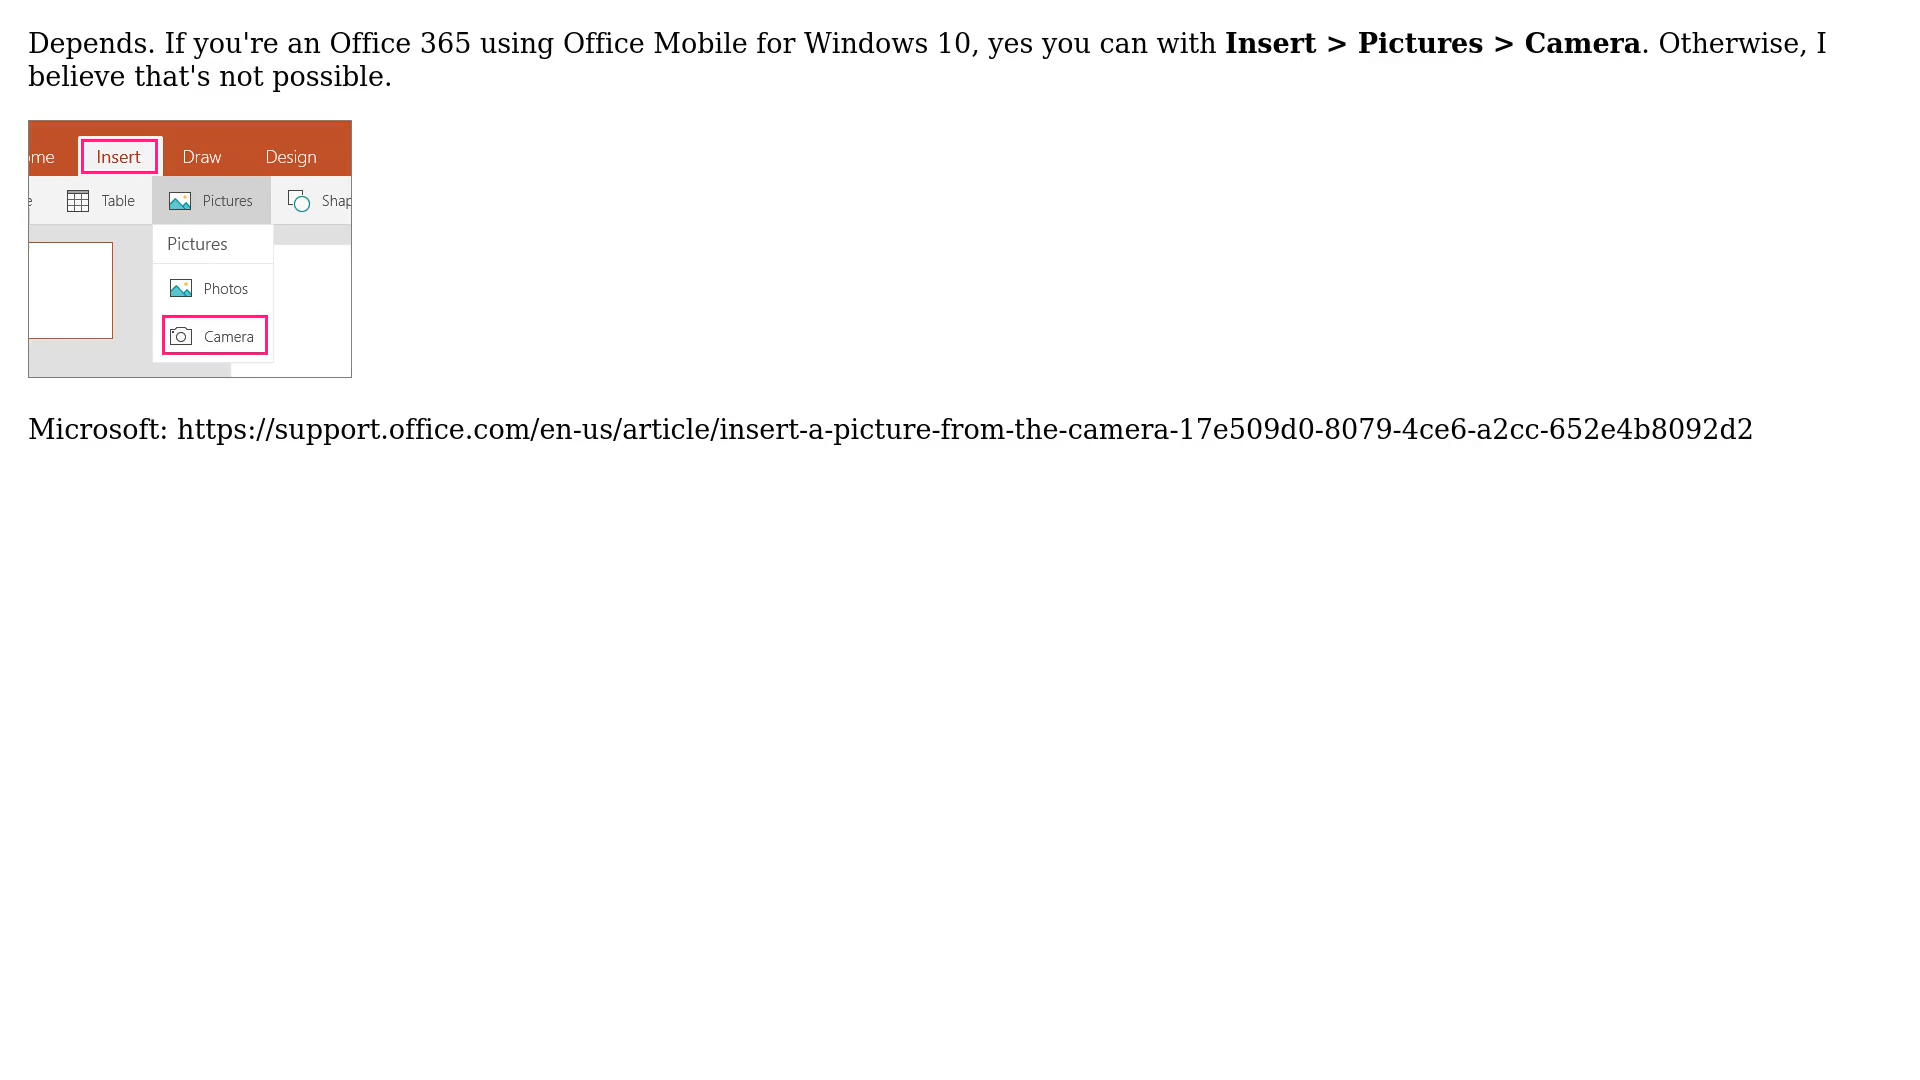 Depends. If you're an Office 365 using Office Mobile for Windows 10, yes you can with Insert > Pictures > Camera. Otherwise, I
believe that's not possible.
me Insert Draw Design
e Table Pictures Shap
Pictures
Photos
Camera
Microsoft: https://support.office.com/en-us/article/insert-a-picture-from-the-camera-17e509d0-8079-4ce6-a2cc-652e4b8092d2